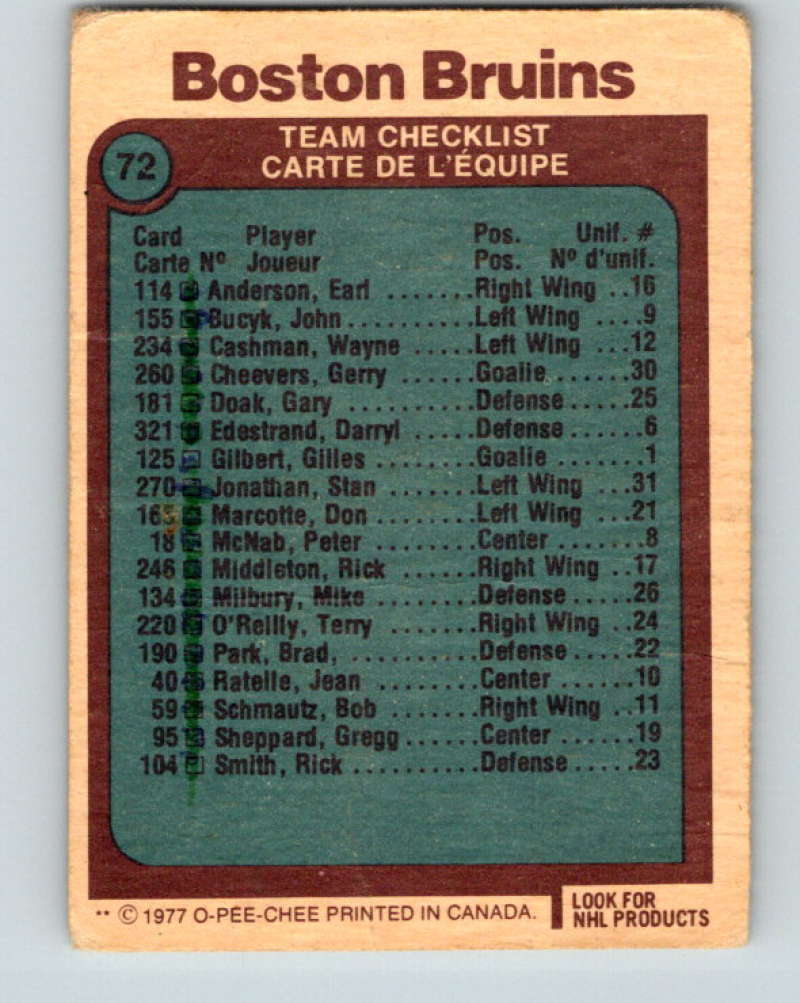 Boston Bruins
72
TEAM CHECKLIST
CARTE DE L'ÉQUIPE
Card Player Pos. Unif. #
Carte Nº Joueur Pos. Nº d'unif.
114 Anderson, Earl .......Right Wing ..16
155 Bucyk, John..........Left Wing ....9
234 Cashman, Wayne .....Left Wing ...12
260 Cheevers, Gerry ......Goalie.......30
181 Doak, Gary ..........Defense.....25
321 Edestrand, Darryl .....Defense......6
125 Gilbert, Gilles ........Goalie........1
270 Jonathan, Stan .......Left Wing ...31
165 Marcotte, Don ........Left Wing ...21
18 McNab, Peter ........Center........8
246 Middleton, Rick ......Right Wing ..17
134 Milbury, Mike ........Defense.....26
220 O'Reilly, Terry .......Right Wing ..24
190 Park, Brad, ..........Defense.....22
40 Ratelle, Jean ........Center......10
59 Schmautz, Bob .......Right Wing ..11
95 Sheppard, Gregg......Center ......19
104 Smith, Rick ..........Defense.....23
** © 1977 O-PEE-CHEE PRINTED IN CANADA.
LOOK FOR
NHL PRODUCTS